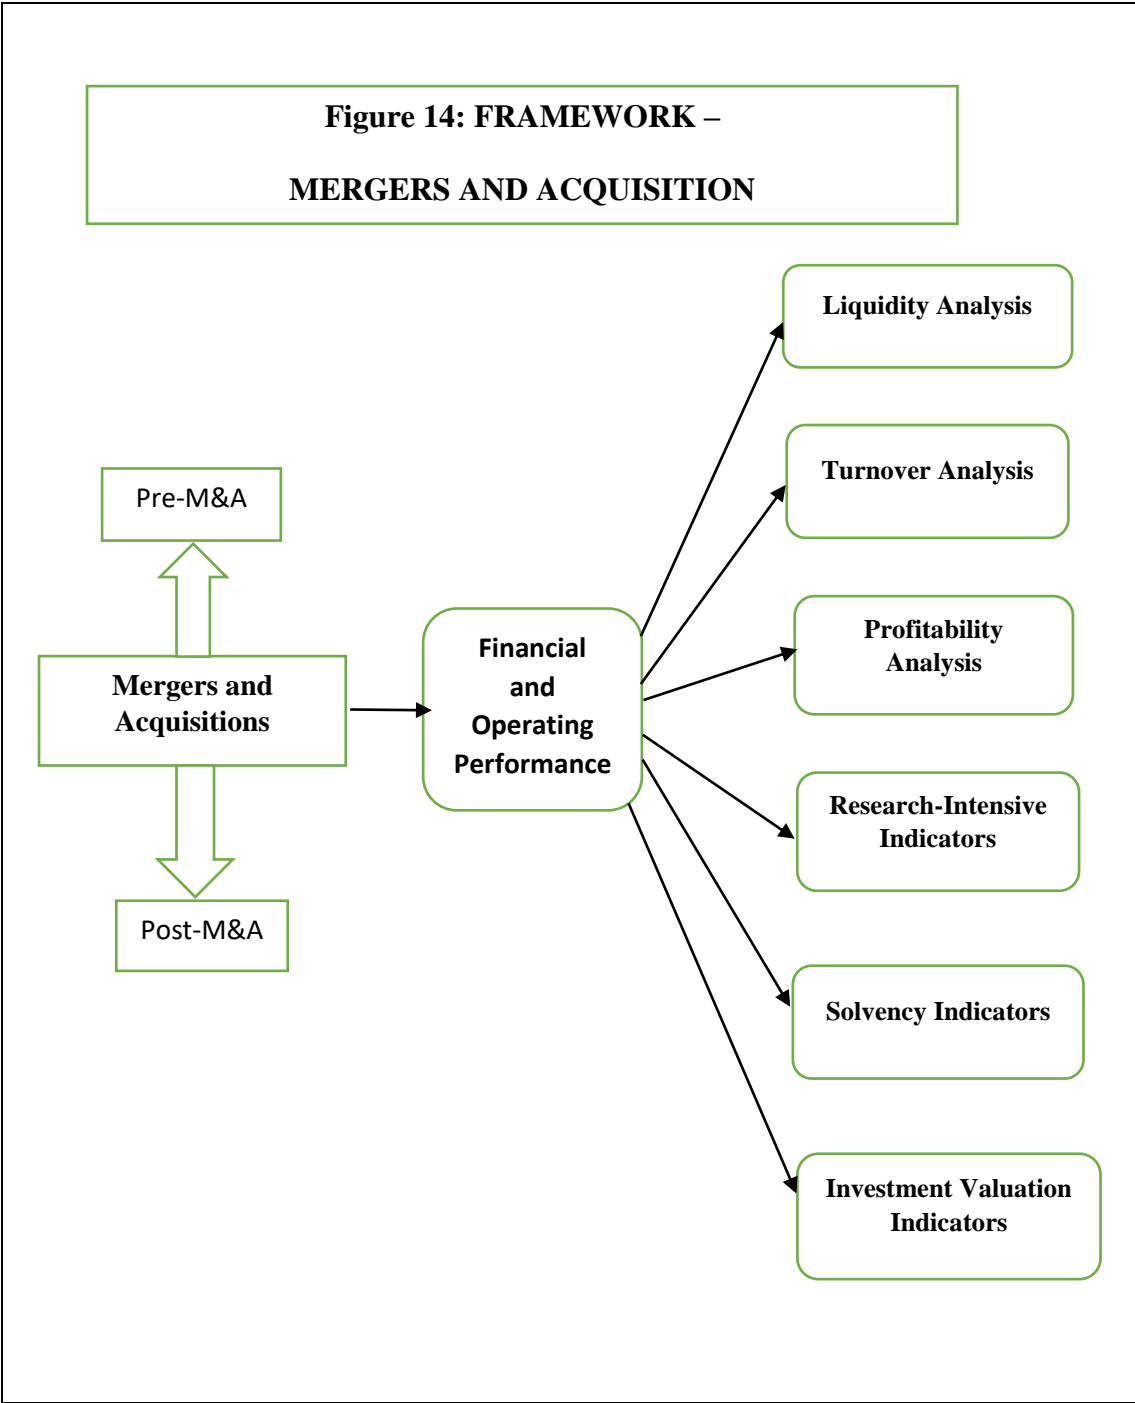 Figure 14: FRAMEWORK –
MERGERS AND ACQUISITION
Liquidity Analysis
Turnover Analysis
Pre-M&A
Profitability
Analysis
Financial
and
Operating
Performance
Mergers and
Acquisitions
Research-Intensive
Indicators
Post-M&A
Solvency Indicators
Investment Valuation
Indicators